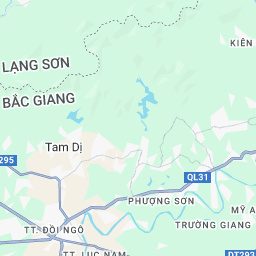 KIÊN
LẠNG SƠN
BẮC GIANG
Tam Dị
295
QL31
PHƯỢNG SƠN
MỸ A
TRƯỜNG GIANG
TT. ĐỒI NGÔ
TT. LỤC NAM
ĐT293